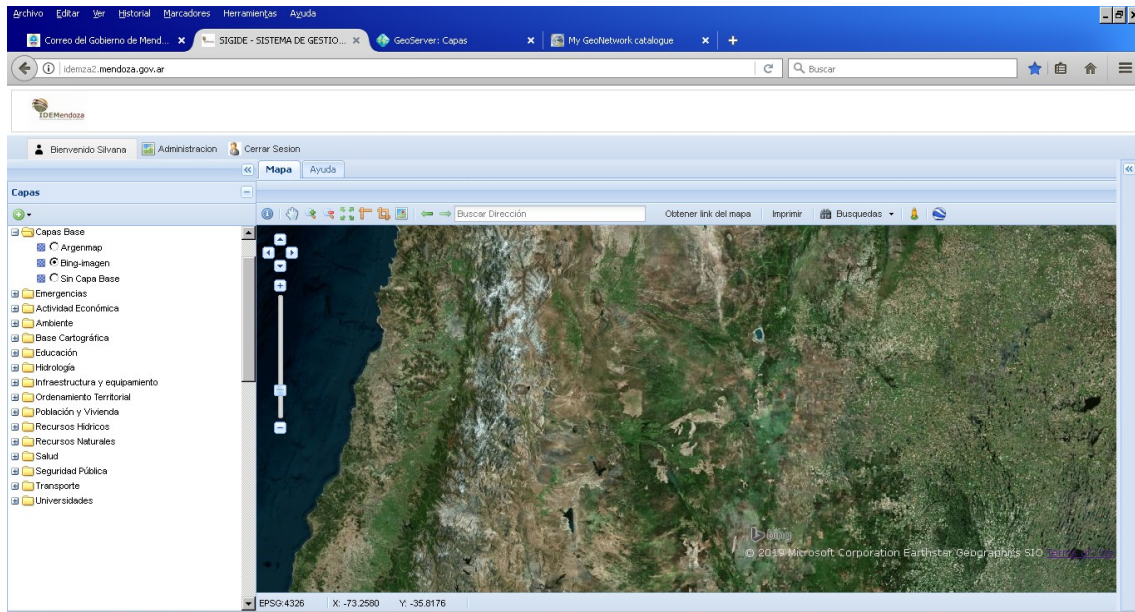 Archivo Editar Ver Historial Marcadores Herramientas Ayuda
Correo del Gobierno de Mend... SIGIDE - SISTEMA DE GESTIO... GeoServer: Capas My GeoNetwork catalogue
idemza2.mendoza.gov.ar Buscar
IDEMendoza
Bienvenido Silvana Administracion Cerrar Sesion
Mapa Ayuda
Capas
Buscar Dirección Obtener link del mapa Imprimir Busquedas
Capas Base
Argenmap
Bing-imagen
Sin Capa Base
Emergencias
Actividad Económica
Ambiente
Base Cartográfica
Educación
Hidrología
Infraestructura y equipamiento
Ordenamiento Territorial
Población y Vivienda
Recursos Hidricos
Recursos Naturales
Salud
Seguridad Pública
Transporte
Universidades
bing
© 2019 Microsoft Corporation Earthstar Geographics SIO
EPSG:4326 X: -73.2580 Y: -35.8176